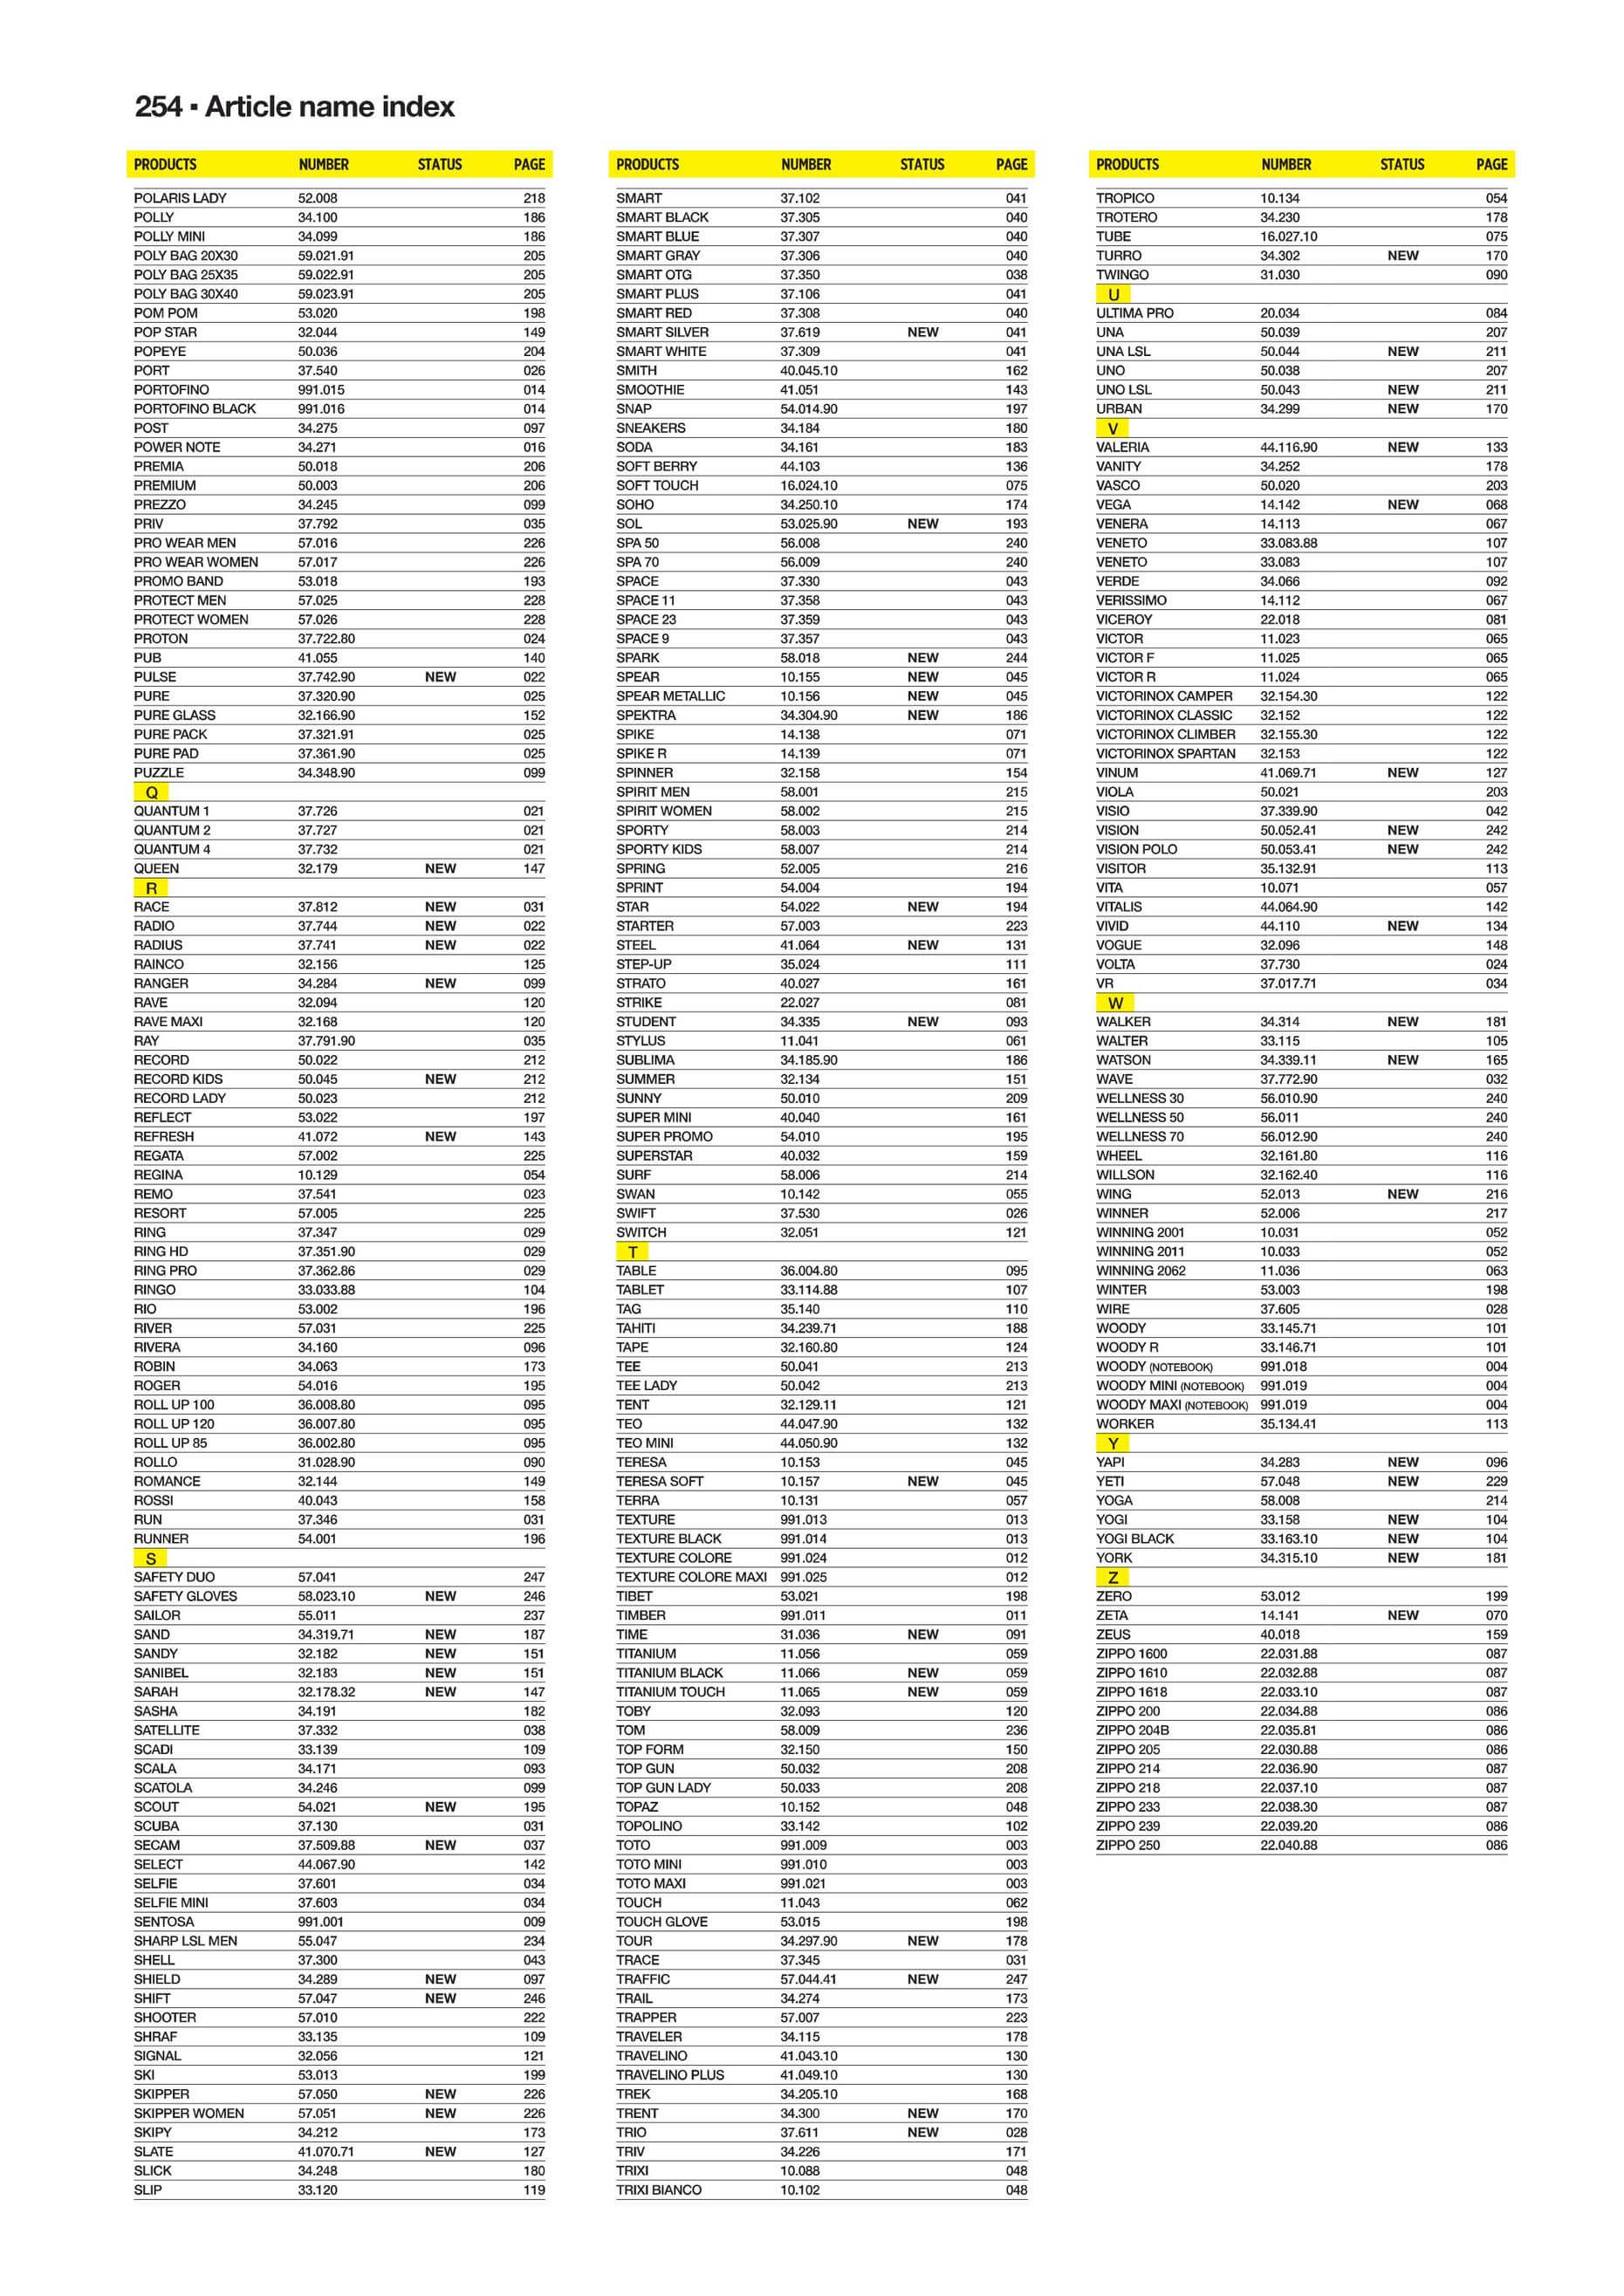 254 ▪ Article name index
PRODUCTS NUMBER STATUS PAGE
POLARIS LADY 52.008 218
POLLY 34.100 186
POLLY MINI 34.099 186
POLY BAG 20X30 59.021.91 205
POLY BAG 25X35 59.022.91 205
POLY BAG 30X40 59.023.91 205
POM POM 53.020 198
POP STAR 32.044 149
POPEYE 50.036 204
PORT 37.540 026
PORTOFINO 991.015 014
PORTOFINO BLACK 991.016 014
POST 34.275 097
POWER NOTE 34.271 016
PREMIA 50.018 206
PREMIUM 50.003 206
PREZZO 34.245 099
PRIV 37.792 035
PRO WEAR MEN 57.016 226
PRO WEAR WOMEN 57.017 226
PROMO BAND 53.018 193
PROTECT MEN 57.025 228
PROTECT WOMEN 57.026 228
PROTON 37.722.80 024
PUB 41.055 140
PULSE 37.742.90 NEW 022
PURE 37.320.90 025
PURE GLASS 32.166.90 152
PURE PACK 37.321.91 025
PURE PAD 37.361.90 025
PUZZLE 34.348.90 099
Q
QUANTUM 1 37.726 021
QUANTUM 2 37.727 021
QUANTUM 4 37.732 021
QUEEN 32.179 NEW 147
R
RACE 37.812 NEW 031
RADIO 37.744 NEW 022
RADIUS 37.741 NEW 022
RAINCO 32.156 125
RANGER 34.284 NEW 099
RAVE 32.094 120
RAVE MAXI 32.168 120
RAY 37.791.90 035
RECORD 50.022 212
RECORD KIDS 50.045 NEW 212
RECORD LADY 50.023 212
REFLECT 53.022 197
REFRESH 41.072 NEW 143
REGATA 57.002 225
REGINA 10.129 054
REMO 37.541 023
RESORT 57.005 225
RING 37.347 029
RING HD 37.351.90 029
RING PRO 37.362.86 029
RINGO 33.033.88 104
RIO 53.002 196
RIVER 57.031 225
RIVERA 34.160 096
ROBIN 34.063 173
ROGER 54.016 195
ROLL UP 100 36.008.80 095
ROLL UP 120 36.007.80 095
ROLL UP 85 36.002.80 095
ROLLO 31.028.90 090
ROMANCE 32.144 149
ROSSI 40.043 158
RUN 37.346 031
RUNNER 54.001 196
S
SAFETY DUO 57.041 247
SAFETY GLOVES 58.023.10 NEW 246
SAILOR 55.011 237
SAND 34.319.71 NEW 187
SANDY 32.182 NEW 151
SANIBEL 32.183 NEW 151
SARAH 32.178.32 NEW 147
SASHA 34.191 182
SATELLITE 37.332 038
SCADI 33.139 109
SCALA 34.171 093
SCATOLA 34.246 099
SCOUT 54.021 NEW 195
SCUBA 37.130 031
SECAM 37.509.88 NEW 037
SELECT 44.067.90 142
SELFIE 37.601 034
SELFIE MINI 37.603 034
SENTOSA 991.001 009
SHARP LSL MEN 55.047 234
SHELL 37.300 043
SHIELD 34.289 NEW 097
SHIFT 57.047 NEW 246
SHOOTER 57.010 222
SHRAF 33.135 109
SIGNAL 32.056 121
SKI 53.013 199
SKIPPER 57.050 NEW 226
SKIPPER WOMEN 57.051 NEW 226
SKIPY 34.212 173
SLATE 41.070.71 NEW 127
SLICK 34.248 180
SLIP 33.120 119
PRODUCTS NUMBER STATUS PAGE
SMART 37.102 041
SMART BLACK 37.305 040
SMART BLUE 37.307 040
SMART GRAY 37.306 040
SMART OTG 37.350 038
SMART PLUS 37.106 041
SMART RED 37.308 040
SMART SILVER 37.619 NEW 041
SMART WHITE 37.309 041
SMITH 40.045.10 162
SMOOTHIE 41.051 143
SNAP 54.014.90 197
SNEAKERS 34.184 180
SODA 34.161 183
SOFT BERRY 44.103 136
SOFT TOUCH 16.024.10 075
SOHO 34.250.10 174
SOL 53.025.90 NEW 193
SPA 50 56.008 240
SPA 70 56.009 240
SPACE 37.330 043
SPACE 11 37.358 043
SPACE 23 37.359 043
SPACE 9 37.357 043
SPARK 58.018 NEW 244
SPEAR 10.155 NEW 045
SPEAR METALLIC 10.156 NEW 045
SPEKTRA 34.304.90 NEW 186
SPIKE 14.138 071
SPIKE R 14.139 071
SPINNER 32.158 154
SPIRIT MEN 58.001 215
SPIRIT WOMEN 58.002 215
SPORTY 58.003 214
SPORTY KIDS 58.007 214
SPRING 52.005 216
SPRINT 54.004 194
STAR 54.022 NEW 194
STARTER 57.003 223
STEEL 41.064 NEW 131
STEP-UP 35.024 111
STRATO 40.027 161
STRIKE 22.027 081
STUDENT 34.335 NEW 093
STYLUS 11.041 061
SUBLIMA 34.185.90 186
SUMMER 32.134 151
SUNNY 50.010 209
SUPER MINI 40.040 161
SUPER PROMO 54.010 195
SUPERSTAR 40.032 159
SURF 58.006 214
SWAN 10.142 055
SWIFT 37.530 026
SWITCH 32.051 121
T
TABLE 36.004.80 095
TABLET 33.114.88 107
TAG 35.140 110
TAHITI 34.239.71 188
TAPE 32.160.80 124
TEE 50.041 213
TEE LADY 50.042 213
TENT 32.129.11 121
TEO 44.047.90 132
TEO MINI 44.050.90 132
TERESA 10.153 045
TERESA SOFT 10.157 NEW 045
TERRA 10.131 057
TEXTURE 991.013 013
TEXTURE BLACK 991.014 013
TEXTURE COLORE 991.024 012
TEXTURE COLORE MAXI 991.025 012
TIBET 53.021 198
TIMBER 991.011 011
TIME 31.036 NEW 091
TITANIUM 11.056 059
TITANIUM BLACK 11.066 NEW 059
TITANIUM TOUCH 11.065 NEW 059
TOBY 32.093 120
TOM 58.009 236
TOP FORM 32.150 150
TOP GUN 50.032 208
TOP GUN LADY 50.033 208
TOPAZ 10.152 048
TOPOLINO 33.142 102
TOTO 991.009 003
TOTO MINI 991.010 003
TOTO MAXI 991.021 003
TOUCH 11.043 062
TOUCH GLOVE 53.015 198
TOUR 34.297.90 NEW 178
TRACE 37.345 031
TRAFFIC 57.044.41 NEW 247
TRAIL 34.274 173
TRAPPER 57.007 223
TRAVELER 34.115 178
TRAVELINO 41.043.10 130
TRAVELINO PLUS 41.049.10 130
TREK 34.205.10 168
TRENT 34.300 NEW 170
TRIO 37.611 NEW 028
TRIV 34.226 171
TRIXI 10.088 048
TRIXI BIANCO 10.102 048
PRODUCTS NUMBER STATUS PAGE
TROPICO 10.134 054
TROTERO 34.230 178
TUBE 16.027.10 075
TURRO 34.302 NEW 170
TWINGO 31.030 090
U
ULTIMA PRO 20.034 084
UNA 50.039 207
UNA LSL 50.044 NEW 211
UNO 50.038 207
UNO LSL 50.043 NEW 211
URBAN 34.299 NEW 170
V
VALERIA 44.116.90 NEW 133
VANITY 34.252 178
VASCO 50.020 203
VEGA 14.142 NEW 068
VENERA 14.113 067
VENETO 33.083.88 107
VENETO 33.083 107
VERDE 34.066 092
VERISSIMO 14.112 067
VICEROY 22.018 081
VICTOR 11.023 065
VICTOR F 11.025 065
VICTOR R 11.024 065
VICTORINOX CAMPER 32.154.30 122
VICTORINOX CLASSIC 32.152 122
VICTORINOX CLIMBER 32.155.30 122
VICTORINOX SPARTAN 32.153 122
VINUM 41.069.71 NEW 127
VIOLA 50.021 203
VISIO 37.339.90 042
VISION 50.052.41 NEW 242
VISION POLO 50.053.41 NEW 242
VISITOR 35.132.91 113
VITA 10.071 057
VITALIS 44.064.90 142
VIVID 44.110 NEW 134
VOGUE 32.096 148
VOLTA 37.730 024
VR 37.017.71 034
W
WALKER 34.314 NEW 181
WALTER 33.115 105
WATSON 34.339.11 NEW 165
WAVE 37.772.90 032
WELLNESS 30 56.010.90 240
WELLNESS 50 56.011 240
WELLNESS 70 56.012.90 240
WHEEL 32.161.80 116
WILLSON 32.162.40 116
WING 52.013 NEW 216
WINNER 52.006 217
WINNING 2001 10.031 052
WINNING 2011 10.033 052
WINNING 2062 11.036 063
WINTER 53.003 198
WIRE 37.605 028
WOODY 33.145.71 101
WOODY R 33.146.71 101
WOODY (NOTEBOOK) 991.018 004
WOODY MINI (NOTEBOOK) 991.019 004
WOODY MAXI (NOTEBOOK) 991.019 004
WORKER 35.134.41 113
Y
YAPI 34.283 NEW 096
YETI 57.048 NEW 229
YOGA 58.008 214
YOGI 33.158 NEW 104
YOGI BLACK 33.163.10 NEW 104
YORK 34.315.10 NEW 181
Z
ZERO 53.012 199
ZETA 14.141 NEW 070
ZEUS 40.018 159
ZIPPO 1600 22.031.88 087
ZIPPO 1610 22.032.88 087
ZIPPO 1618 22.033.10 087
ZIPPO 200 22.034.88 086
ZIPPO 204B 22.035.81 086
ZIPPO 205 22.030.88 086
ZIPPO 214 22.036.90 087
ZIPPO 218 22.037.10 087
ZIPPO 233 22.038.30 087
ZIPPO 239 22.039.20 086
ZIPPO 250 22.040.88 086